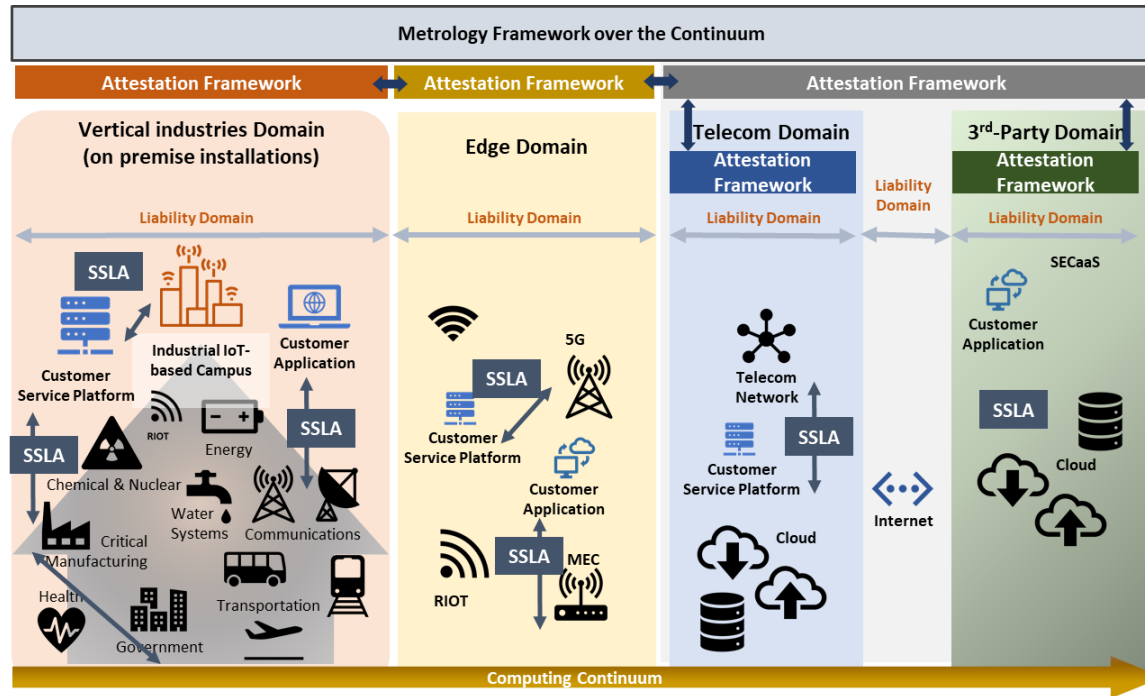 Metrology Framework over the Continuum
Attestation Framework
Attestation Framework
Attestation Framework
Vertical industries Domain
(on premise installations)
Liability Domain
SSLA
Customer
Service Platform
Industrial IoT-
based Campus
Customer
Application
RIOT
Energy
SSLA
SSLA
Chemical & Nuclear
Water
Systems
Communications
Critical
Manufacturing
Health
Transportation
Government
Edge Domain
Liability Domain
5G
SSLA
Customer
Service Platform
Customer
Application
SSLA
MEC
RIOT
Telecom Domain
Attestation
Framework
Liability Domain
Telecom
Network
SSLA
Customer
Service Platform
Cloud
Liability
Domain
Internet
3rd-Party Domain
Attestation
Framework
Liability Domain
SECaaS
Customer
Application
SSLA
Cloud
Computing Continuum